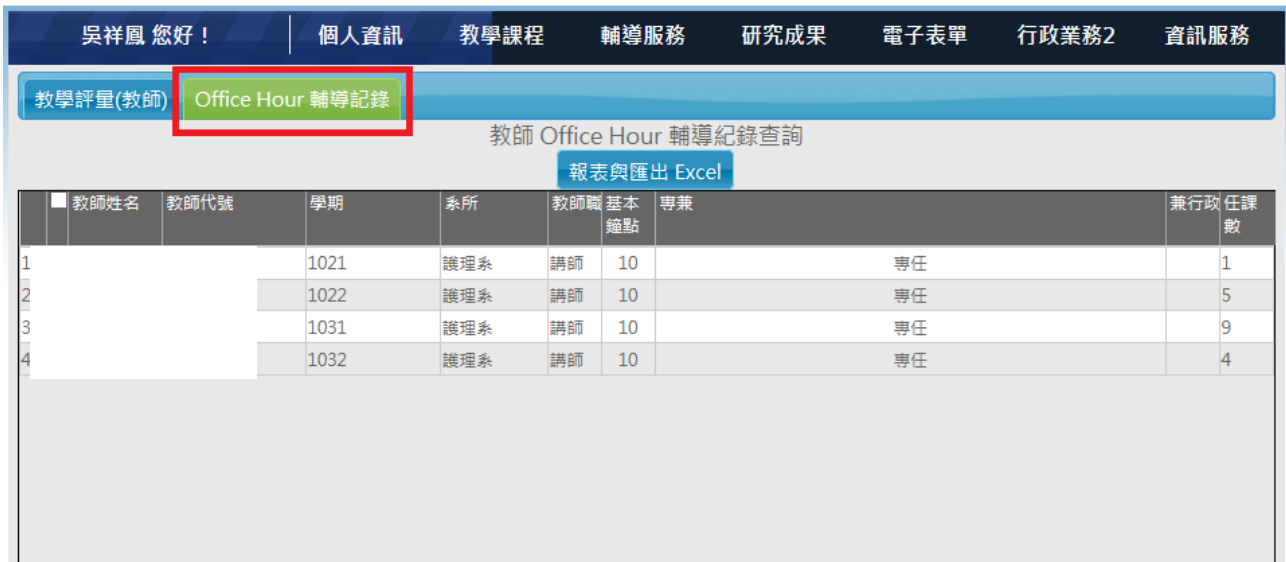 吳祥鳳 您好！ 個人資訊 教學課程 輔導服務 研究成果 電子表單 行政業務2 資訊服務
教學評量(教師) Office Hour 輔導記錄
教師 Office Hour 輔導紀錄查詢
報表與匯出 Excel
教師姓名 教師代號 學期 系所 教師職 基本鐘點 專兼 兼行政 任課數
1 1021 護理系 講師 10 專任 1
2 1022 護理系 講師 10 專任 5
3 1031 護理系 講師 10 專任 9
4 1032 護理系 講師 10 專任 4